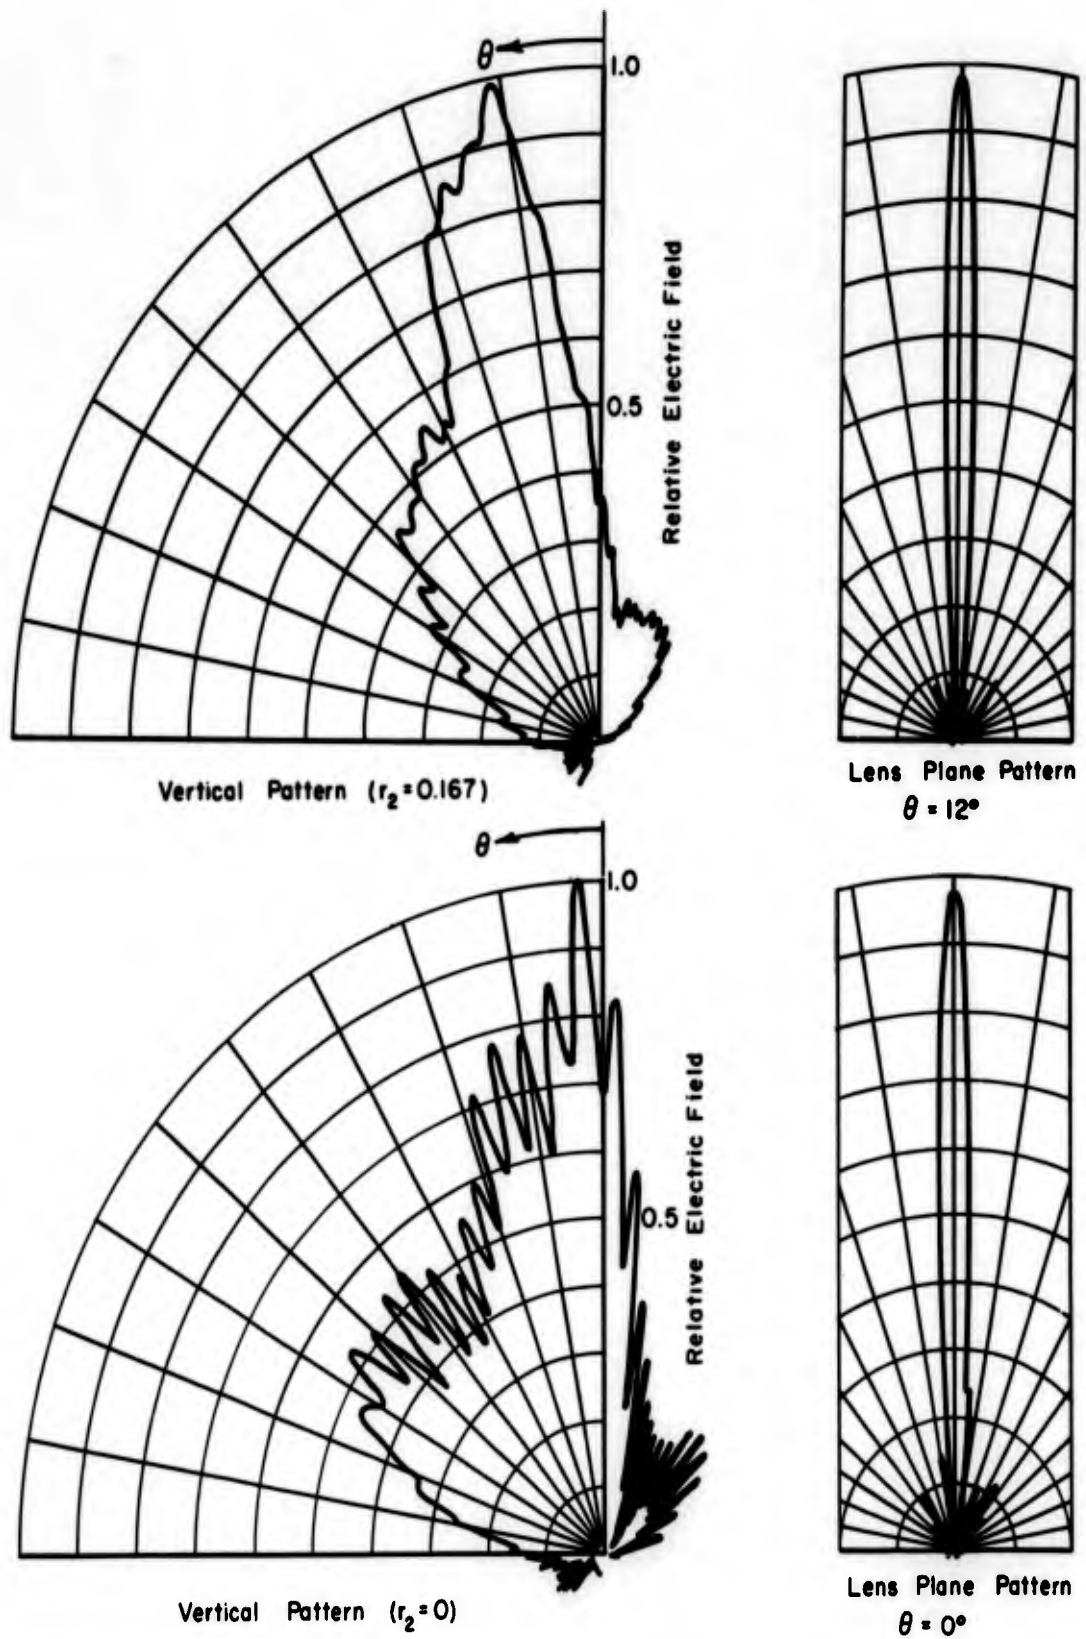 θ
1.0
0.5
Relative Electric Field
Vertical Pattern (r₂=0.167)
Lens Plane Pattern
θ = 12°
θ
1.0
0.5
Relative Electric Field
Vertical Pattern (r₂=0)
Lens Plane Pattern
θ = 0°